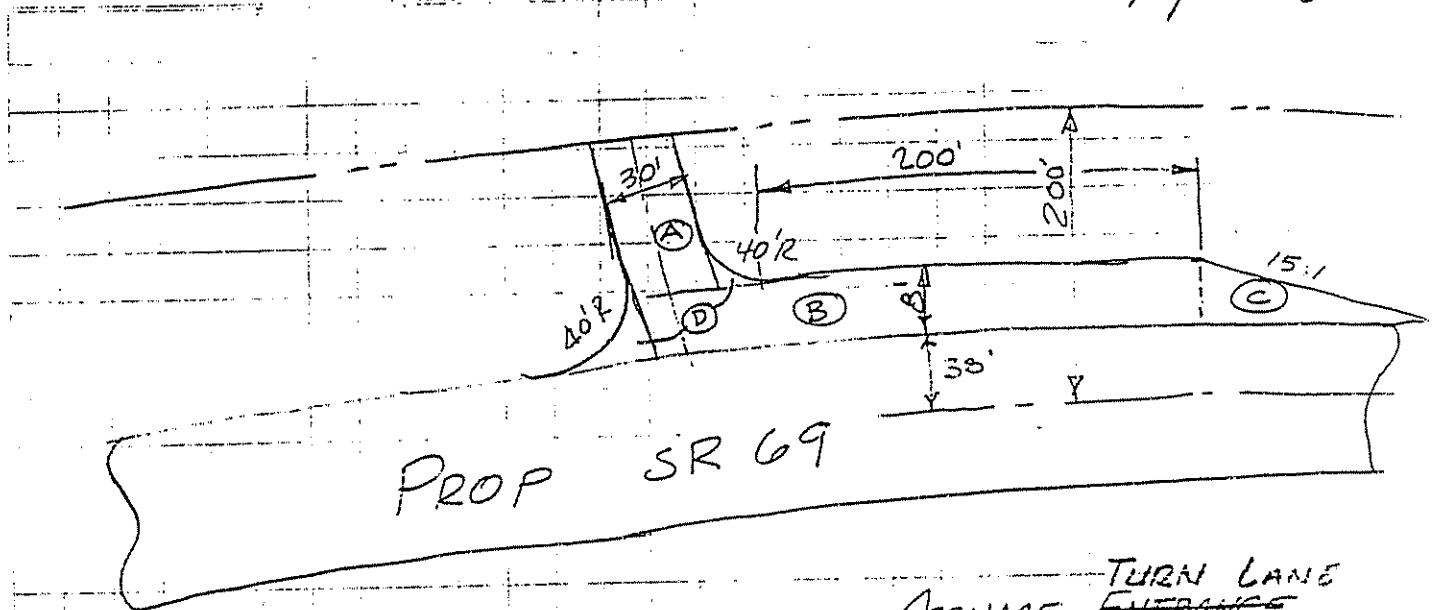 200'
30'
200'
A
40'R
15:1
C
8'
B
D
40'R
38'
PROP SR 69
TURN LANE